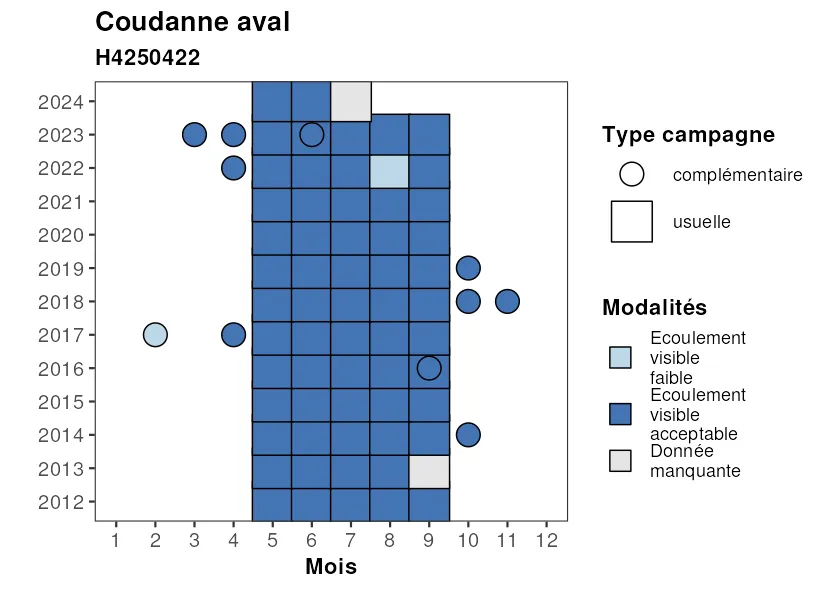 Coudanne aval
H4250422
2024
2023
2022
2021
2020
2019
2018
2017
2016
2015
2014
2013
2012
1 2 3 4 5 6 7 8 9 10 11 12
Mois
Type campagne
complémentaire
usuelle
Modalités
Ecoulement
visible
faible
Ecoulement
visible
acceptable
Donnée
manquante